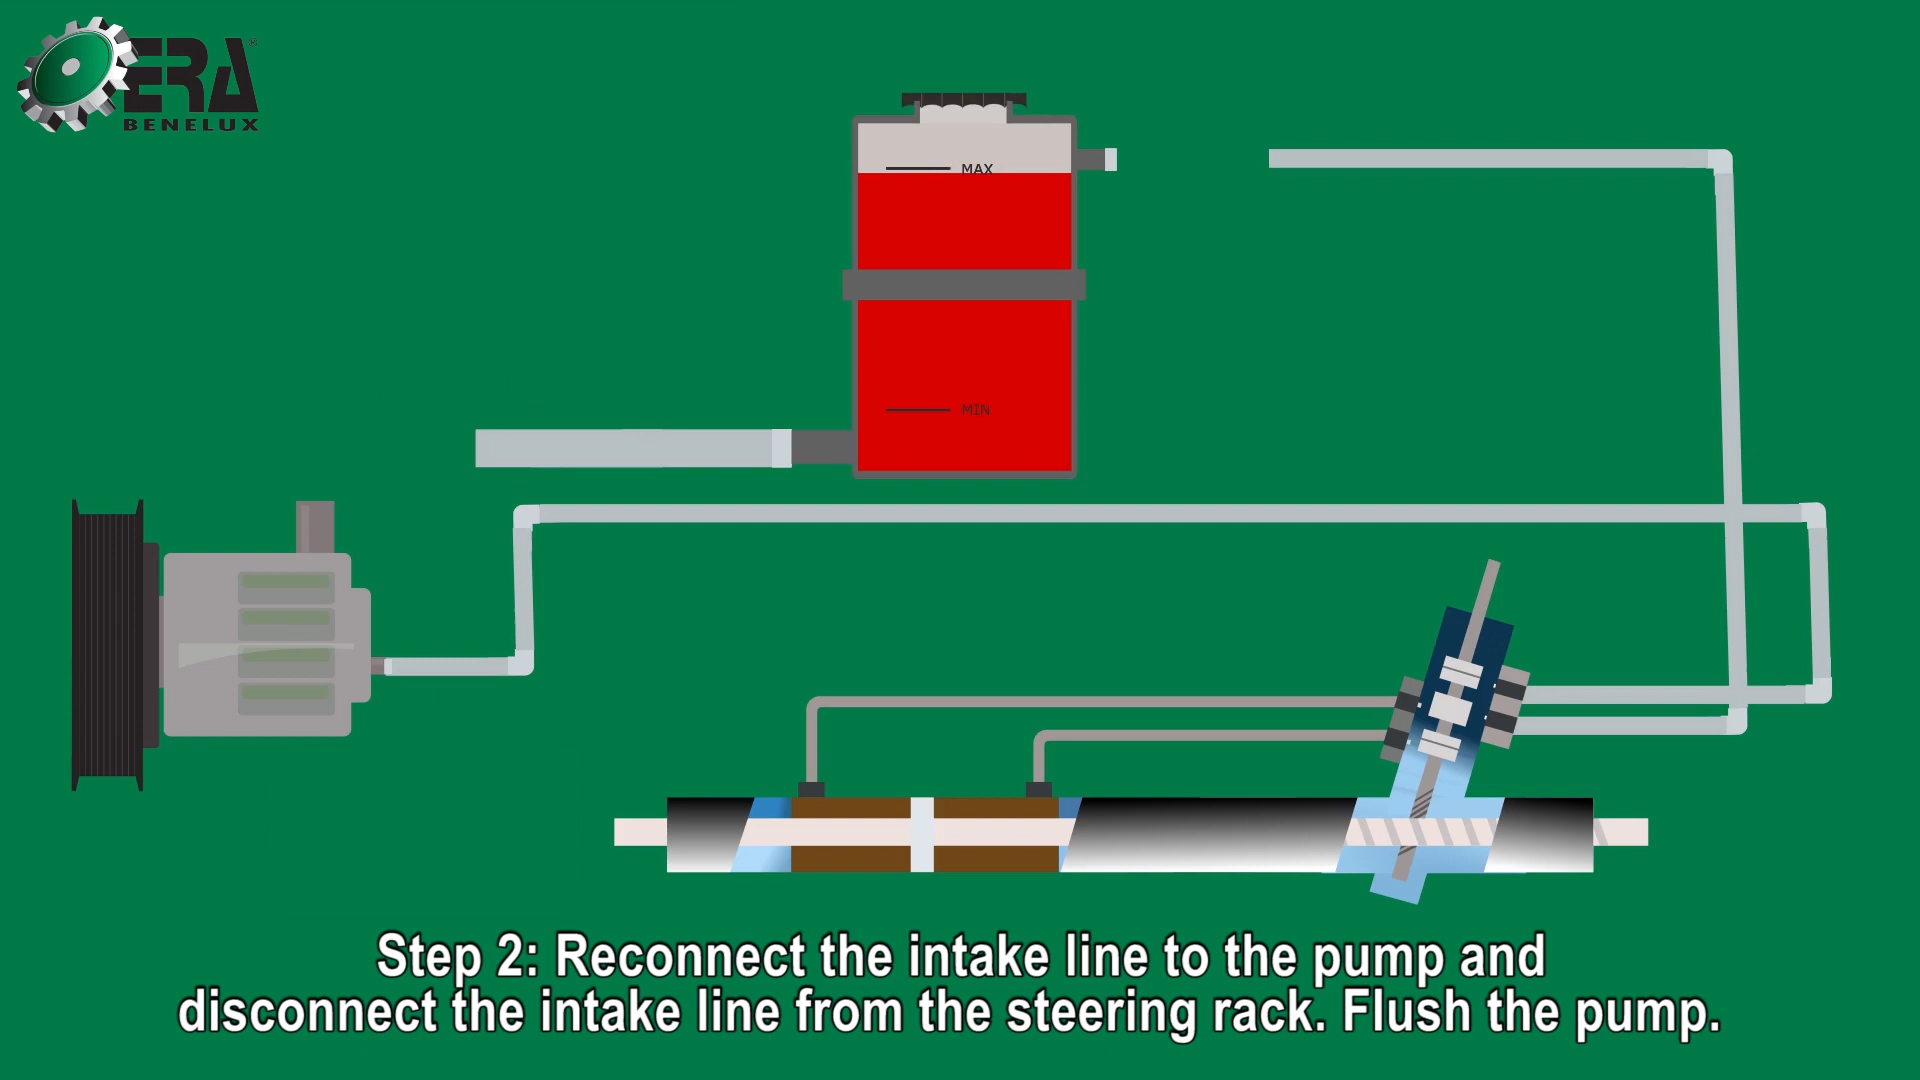 ERA®
BENELUX
MAX
MIN
Step 2: Reconnect the intake line to the pump and
disconnect the intake line from the steering rack. Flush the pump.